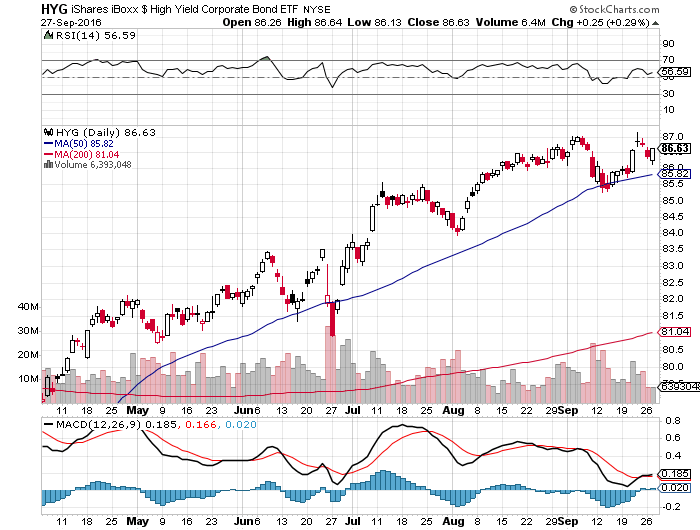 HYG iShares iBoxx $ High Yield Corporate Bond ETF NYSE © StockCharts.com
27-Sep-2016 Open 86.26 High 86.64 Low 86.13 Close 86.63 Volume 6.4M Chg +0.25 (+0.29%)
RSI(14) 56.59
90
70
56.59
50
30
10
HYG (Daily) 86.63
MA(50) 85.82
MA(200) 81.04
Volume 6,393,048
87.0
86.63
86.0
85.82
85.0
84.5
84.0
83.5
83.0
82.5
82.0
81.5
81.04
80.5
80.0
6393048
40M
30M
20M
10M
11 18 25 May 9 16 23 Jun 6 13 20 27 Jul 11 18 25 Aug 8 15 22 29 Sep 12 19 26
MACD(12,26,9) 0.185, 0.166, 0.020
0.8
0.6
0.4
0.185
0.020
-0.2
11 18 25 May 9 16 23 Jun 6 13 20 27 Jul 11 18 25 Aug 8 15 22 29 Sep 12 19 26